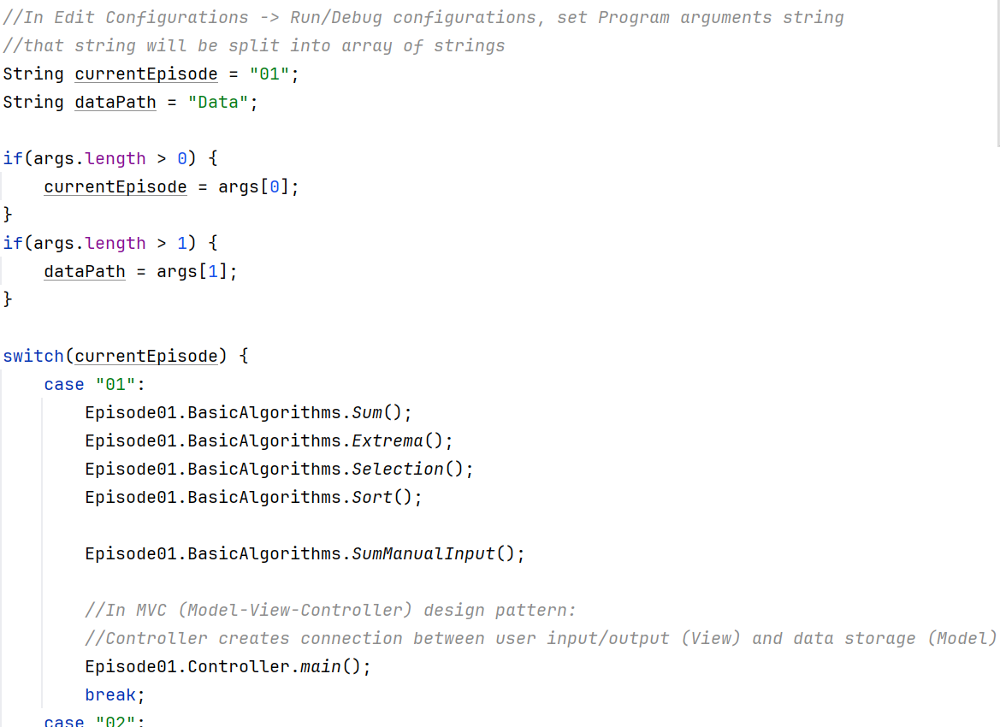 //In Edit Configurations -> Run/Debug configurations, set Program arguments string
//that string will be split into array of strings
String currentEpisode = "01";
String dataPath = "Data";
if(args.length > 0) {
currentEpisode = args[0];
}
if(args.length > 1) {
dataPath = args[1];
}
switch(currentEpisode) {
case "01":
Episode01.BasicAlgorithms.Sum();
Episode01.BasicAlgorithms.Extrema();
Episode01.BasicAlgorithms.Selection();
Episode01.BasicAlgorithms.Sort();
Episode01.BasicAlgorithms.SumManualInput();
//In MVC (Model-View-Controller) design pattern:
//Controller creates connection between user input/output (View) and data storage (Model)
Episode01.Controller.main();
break;
case "02":